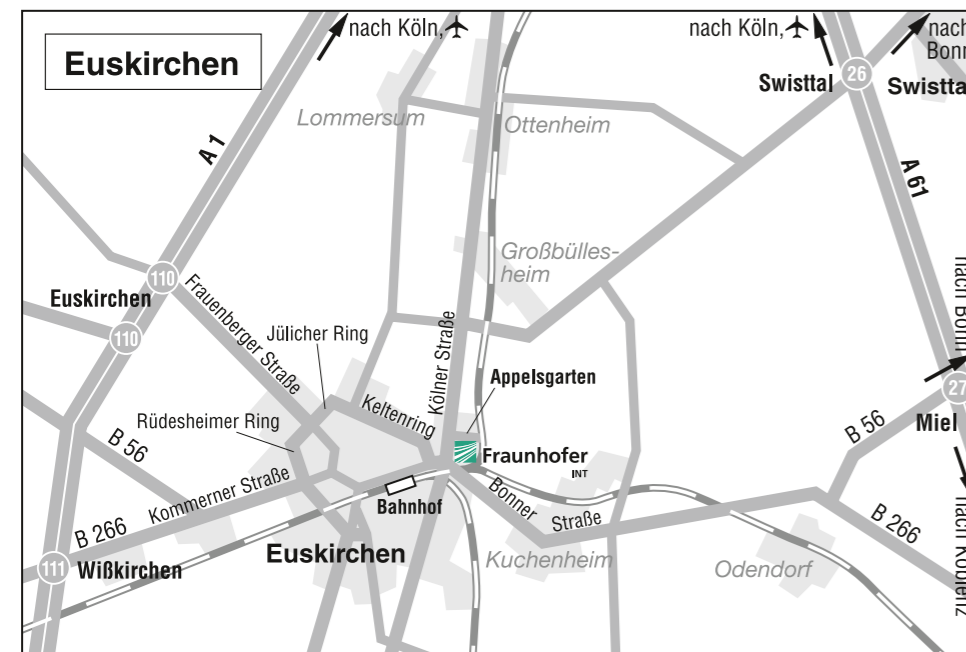 Euskirchen
nach Köln,
nach Köln,
nach
Bonn
Swisttal
26
Swisttal
Lommersum
Ottenheim
A 1
A 61
Großbülles-
heim
110
Euskirchen
110
Frauenberger Straße
Jülicher Ring
Kölner Straße
nach Bonn
Appelsgarten
27
Miel
Rüdesheimer Ring
Keltenring
B 56
B 56
Fraunhofer
INT
Kommerner Straße
B 266
Bahnhof
Bonner
Straße
B 266
Euskirchen
Kuchenheim
Odendorf
111
Wißkirchen
nach Koblenz